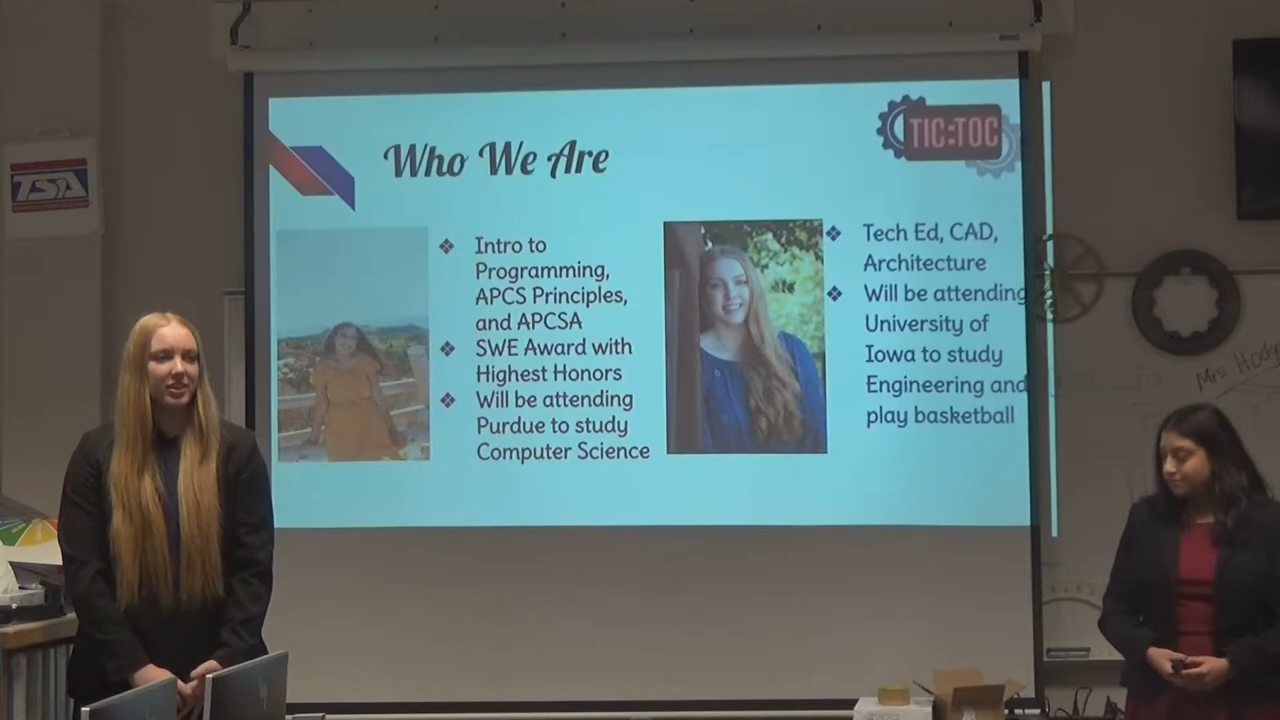 TSA
Who We Are
TIC:TOC
❖ Intro to
Programming,
APCS Principles,
and APCSA
❖ SWE Award with
Highest Honors
❖ Will be attending
Purdue to study
Computer Science
❖ Tech Ed, CAD,
Architecture
❖ Will be attending
University of
Iowa to study
Engineering and
play basketball
Mrs